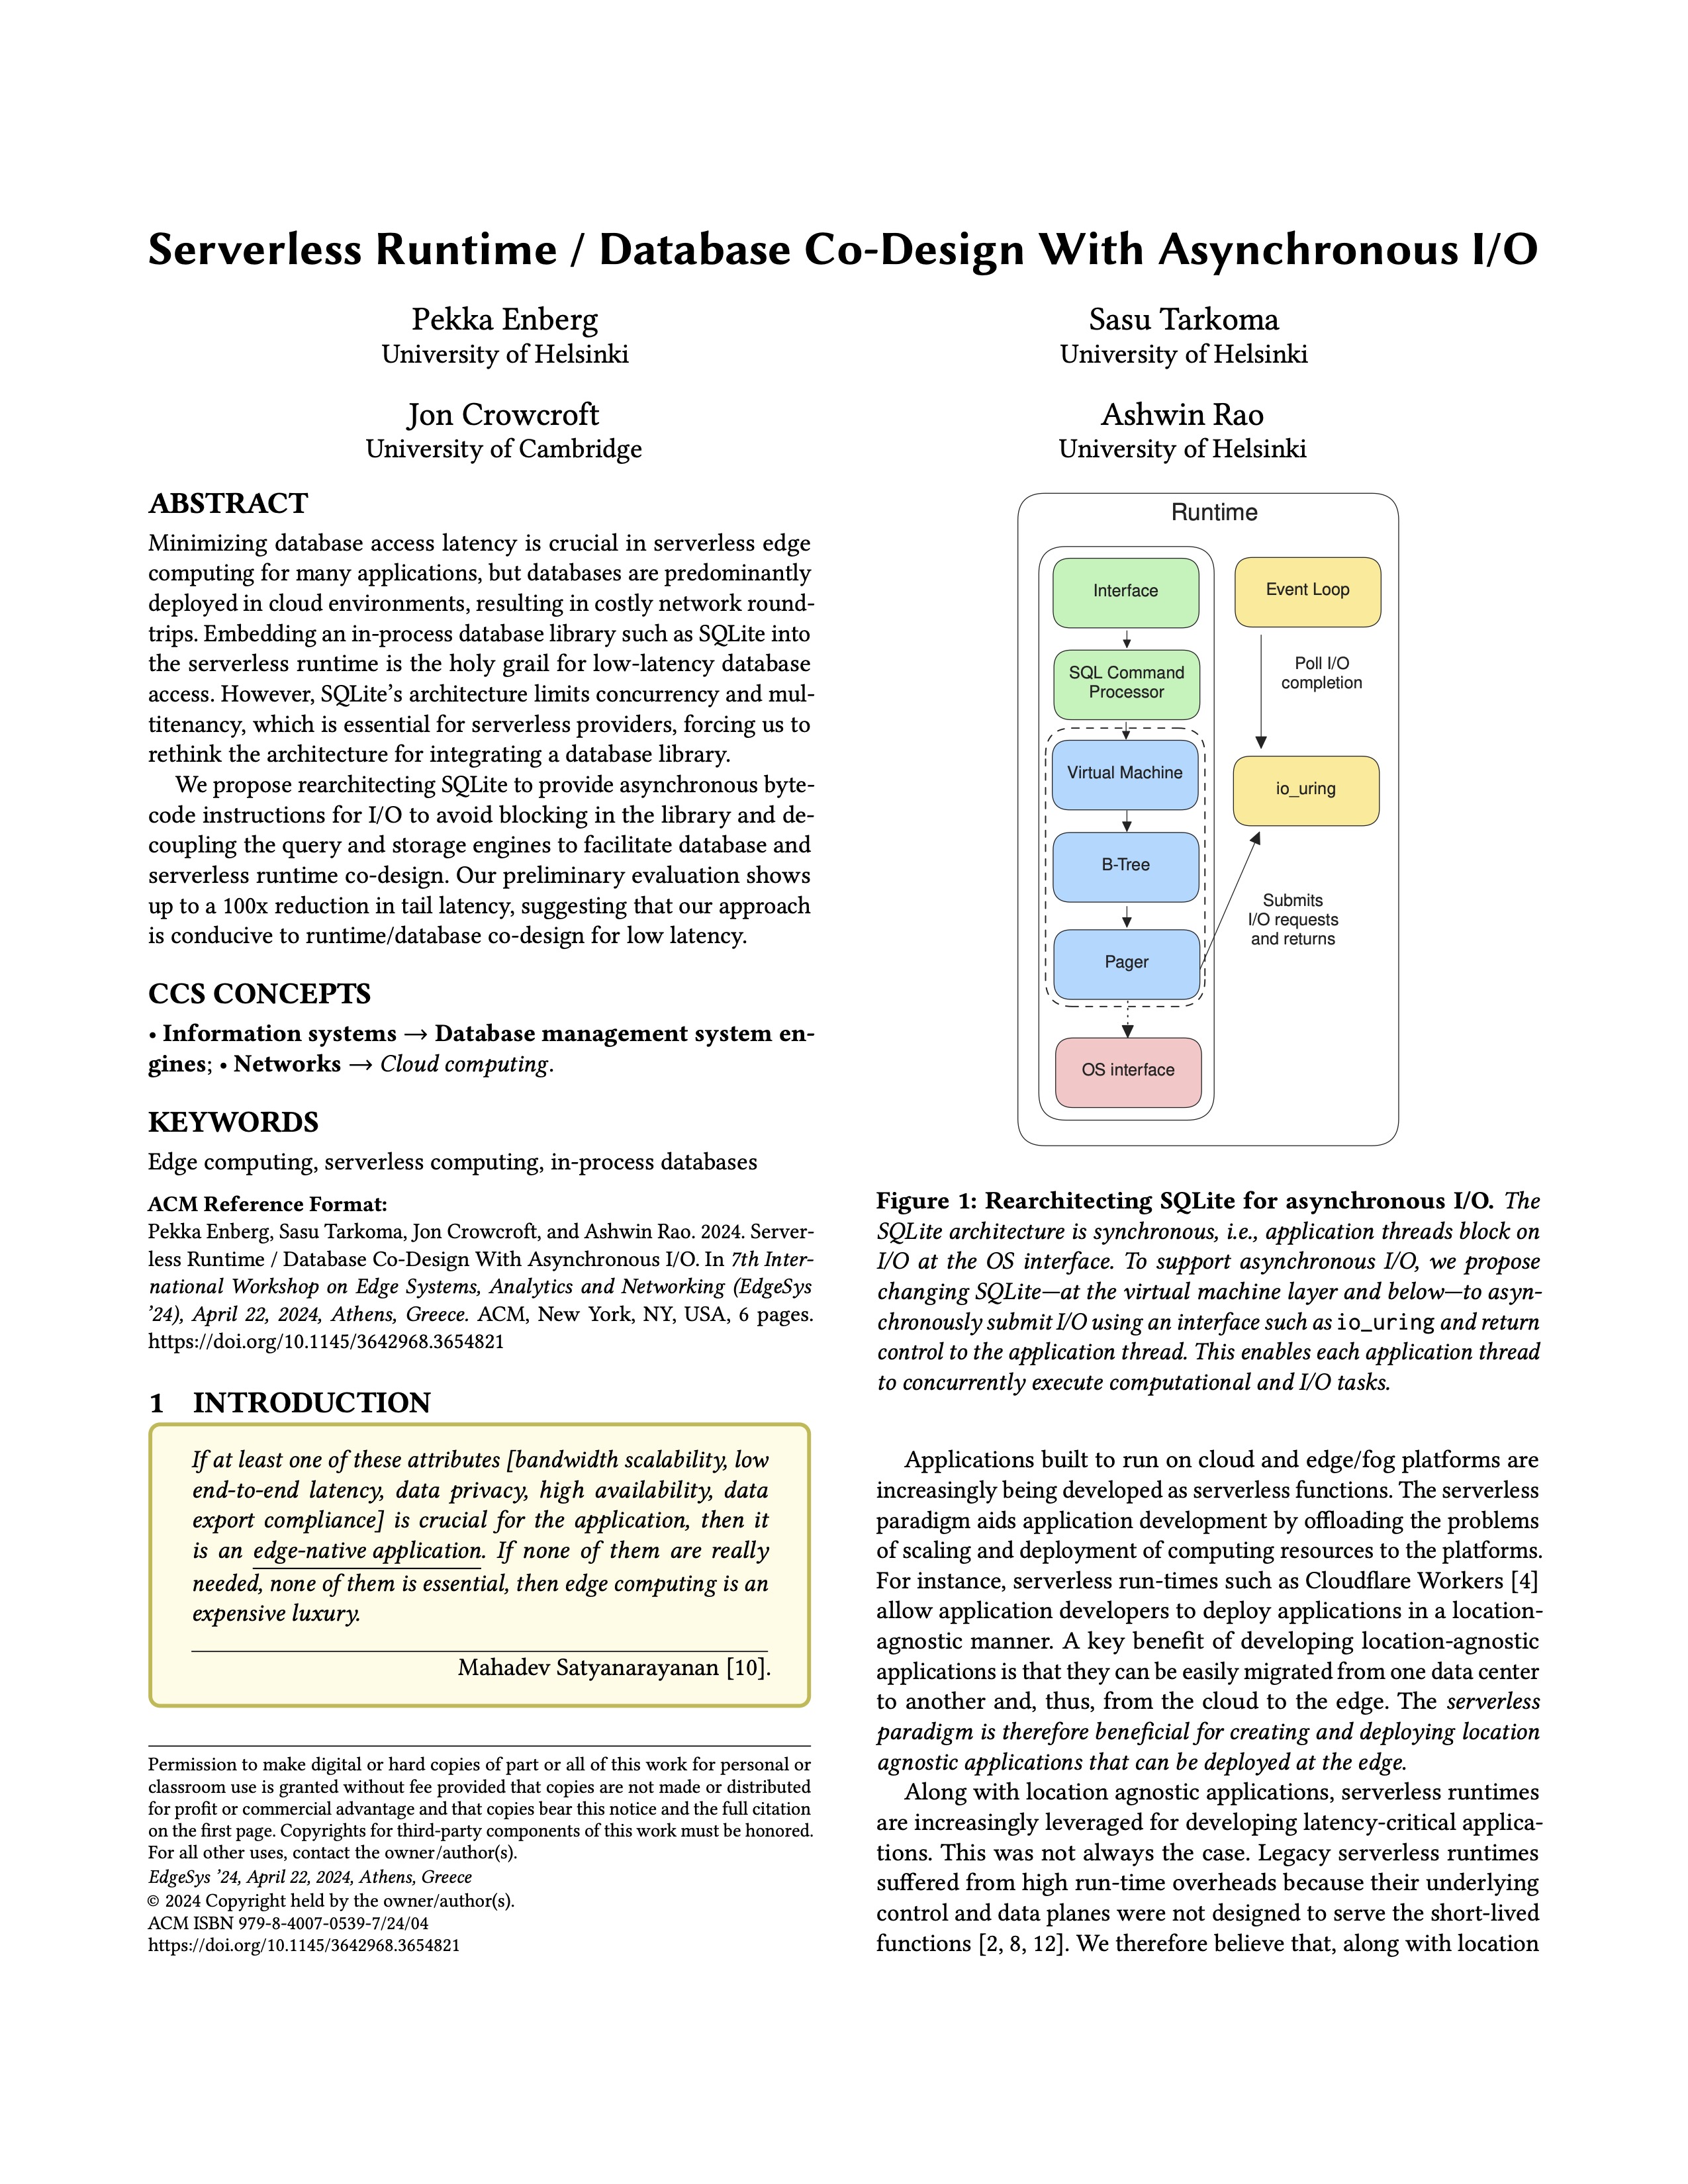 Serverless Runtime / Database Co-Design With Asynchronous I/O
Pekka Enberg
University of Helsinki
Sasu Tarkoma
University of Helsinki
Jon Crowcroft
University of Cambridge
Ashwin Rao
University of Helsinki
ABSTRACT
Minimizing database access latency is crucial in serverless edge
computing for many applications, but databases are predominantly
deployed in cloud environments, resulting in costly network round-
trips. Embedding an in-process database library such as SQLite into
the serverless runtime is the holy grail for low-latency database
access. However, SQLite's architecture limits concurrency and mul-
titenancy, which is essential for serverless providers, forcing us to
rethink the architecture for integrating a database library.
We propose rearchitecting SQLite to provide asynchronous byte-
code instructions for I/O to avoid blocking in the library and de-
coupling the query and storage engines to facilitate database and
serverless runtime co-design. Our preliminary evaluation shows
up to a 100x reduction in tail latency, suggesting that our approach
is conducive to runtime/database co-design for low latency.
CCS CONCEPTS
• Information systems → Database management system en-
gines; • Networks → Cloud computing.
KEYWORDS
Edge computing, serverless computing, in-process databases
ACM Reference Format:
Pekka Enberg, Sasu Tarkoma, Jon Crowcroft, and Ashwin Rao. 2024. Server-
less Runtime / Database Co-Design With Asynchronous I/O. In 7th Inter-
national Workshop on Edge Systems, Analytics and Networking (EdgeSys
'24), April 22, 2024, Athens, Greece. ACM, New York, NY, USA, 6 pages.
https://doi.org/10.1145/3642968.3654821
1 INTRODUCTION
If at least one of these attributes [bandwidth scalability, low
end-to-end latency, data privacy, high availability, data
export compliance] is crucial for the application, then it
is an edge-native application. If none of them are really
needed, none of them is essential, then edge computing is an
expensive luxury.
Mahadev Satyanarayanan [10].
Permission to make digital or hard copies of part or all of this work for personal or
classroom use is granted without fee provided that copies are not made or distributed
for profit or commercial advantage and that copies bear this notice and the full citation
on the first page. Copyrights for third-party components of this work must be honored.
For all other uses, contact the owner/author(s).
EdgeSys '24, April 22, 2024, Athens, Greece
© 2024 Copyright held by the owner/author(s).
ACM ISBN 979-8-4007-0539-7/24/04
https://doi.org/10.1145/3642968.3654821
Runtime
Interface
Event Loop
SQL Command
Processor
Poll I/O
completion
Virtual Machine
io_uring
B-Tree
Submits
I/O requests
and returns
Pager
OS interface
Figure 1: Rearchitecting SQLite for asynchronous I/O. The
SQLite architecture is synchronous, i.e., application threads block on
I/O at the OS interface. To support asynchronous I/O, we propose
changing SQLite—at the virtual machine layer and below—to asyn-
chronously submit I/O using an interface such as io_uring and return
control to the application thread. This enables each application thread
to concurrently execute computational and I/O tasks.
Applications built to run on cloud and edge/fog platforms are
increasingly being developed as serverless functions. The serverless
paradigm aids application development by offloading the problems
of scaling and deployment of computing resources to the platforms.
For instance, serverless run-times such as Cloudflare Workers [4]
allow application developers to deploy applications in a location-
agnostic manner. A key benefit of developing location-agnostic
applications is that they can be easily migrated from one data center
to another and, thus, from the cloud to the edge. The serverless
paradigm is therefore beneficial for creating and deploying location
agnostic applications that can be deployed at the edge.
Along with location agnostic applications, serverless runtimes
are increasingly leveraged for developing latency-critical applica-
tions. This was not always the case. Legacy serverless runtimes
suffered from high run-time overheads because their underlying
control and data planes were not designed to serve the short-lived
functions [2, 8, 12]. We therefore believe that, along with location